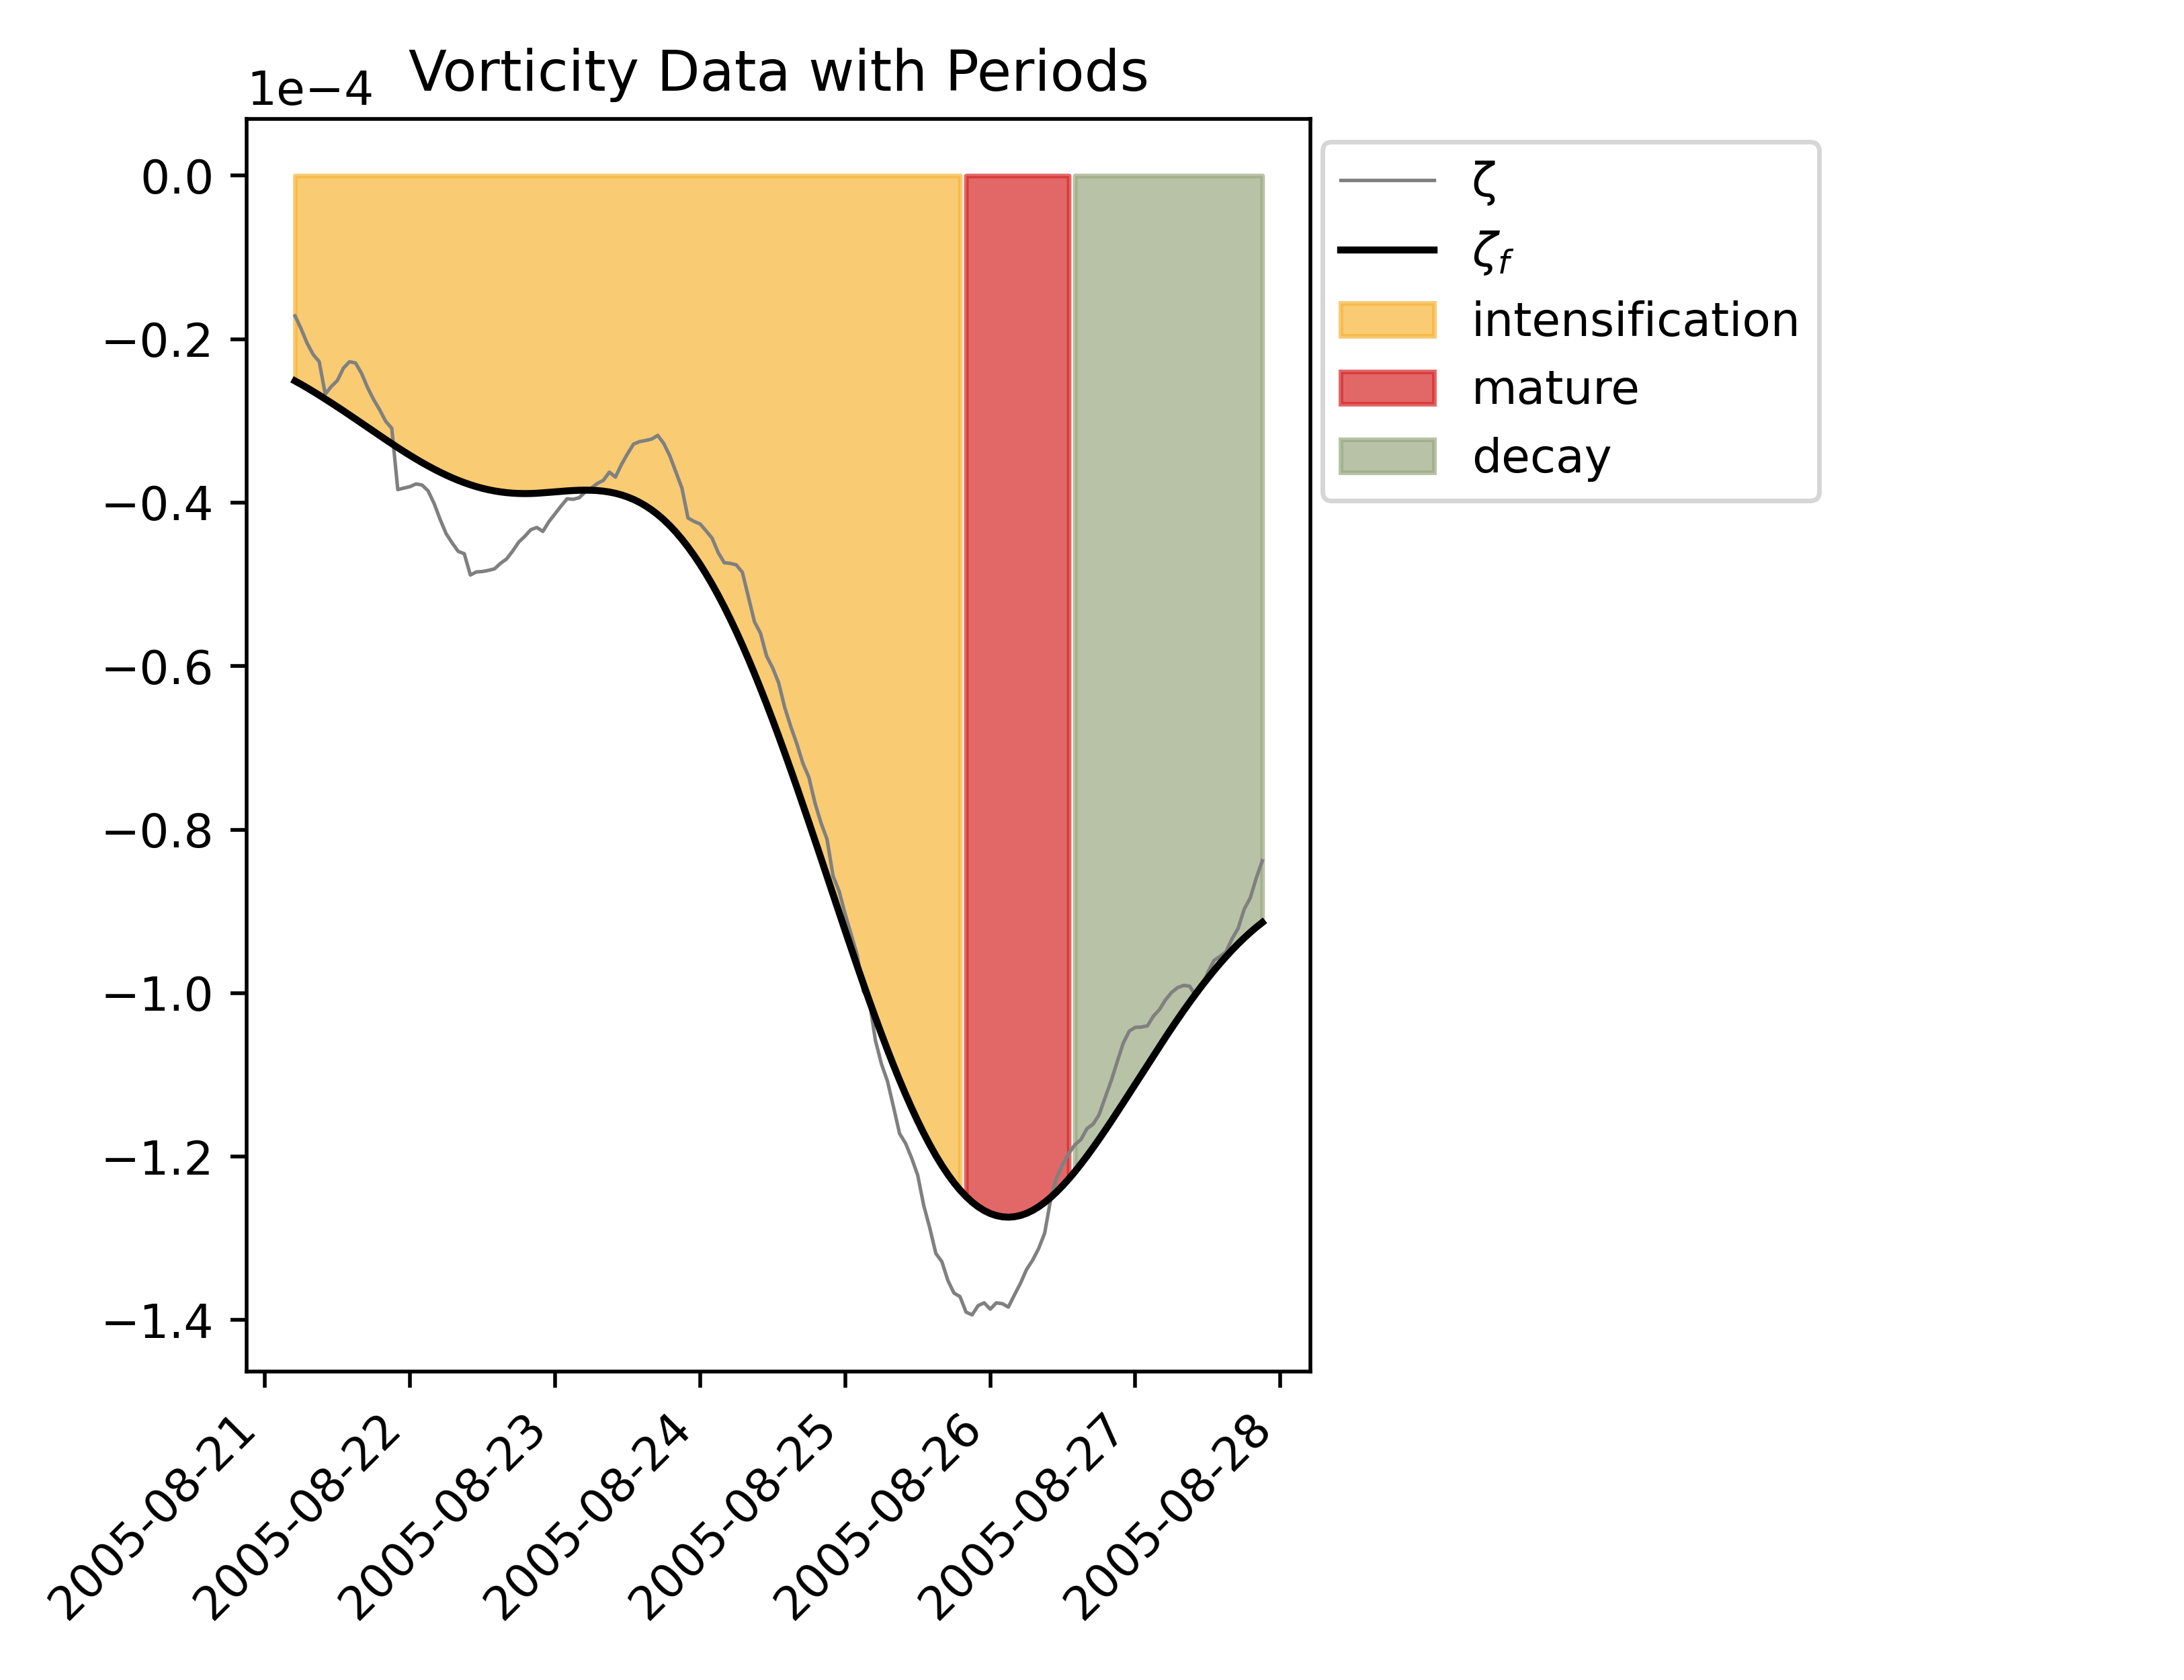 Vorticity Data with Periods
1e−4
0.0
−0.2
−0.4
−0.6
−0.8
−1.0
−1.2
−1.4
2005-08-21
2005-08-22
2005-08-23
2005-08-24
2005-08-25
2005-08-26
2005-08-27
2005-08-28
ζ
ζf
intensification
mature
decay